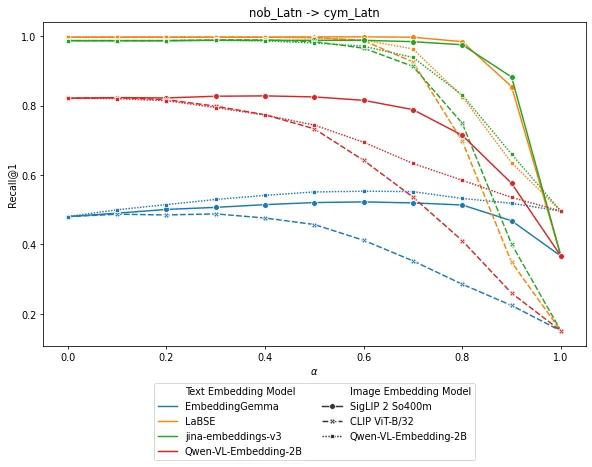 nob_Latn -> cym_Latn
1.0
0.8
0.6
0.4
0.2
Recall@1
0.0 0.2 0.4 0.6 0.8 1.0
α
Text Embedding Model Image Embedding Model
EmbeddingGemma SigLIP 2 So400m
LaBSE CLIP ViT-B/32
jina-embeddings-v3 Qwen-VL-Embedding-2B
Qwen-VL-Embedding-2B